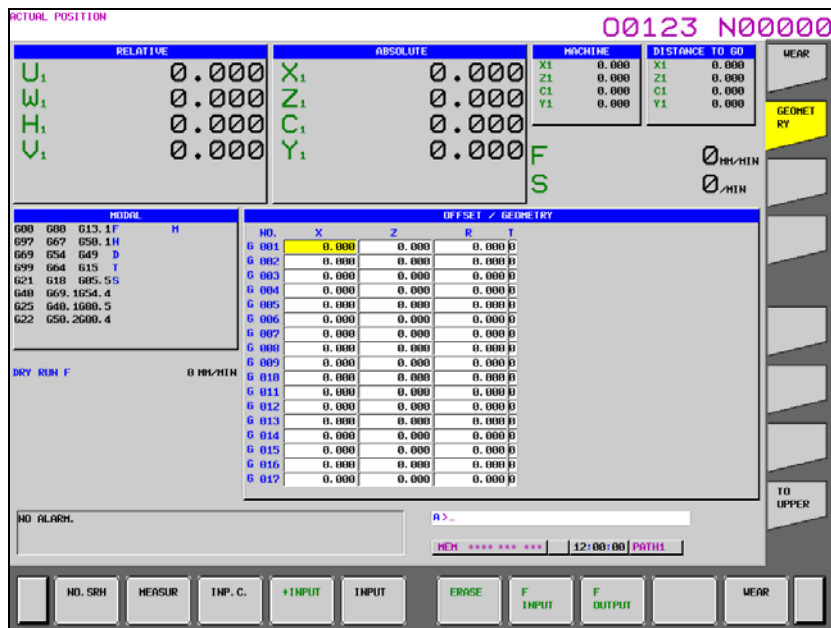 ACTUAL POSITION
O0123 N00000
RELATIVE
U1 0.000
W1 0.000
H1 0.000
V1 0.000
ABSOLUTE
X1 0.000
Z1 0.000
C1 0.000
Y1 0.000
MACHINE
X1 0.000
Z1 0.000
C1 0.000
Y1 0.000
DISTANCE TO GO
X1 0.000
Z1 0.000
C1 0.000
Y1 0.000
F 0 MM/MIN
S 0 /MIN
WEAR
GEOMET
RY
TO
UPPER
MODAL
G00 G80 G13.1 F M
G97 G67 G50.1 H
G69 G54 G49 D
G99 G64 G15 T
G21 G18 G05.5 S
G40 G69.1 G54.4
G25 G40.1 G80.5
G22 G50.2 G80.4
DRY RUN F 0 MM/MIN
OFFSET / GEOMETRY
NO. X Z R T
G 001 0.000 0.000 0.000 0
G 002 0.000 0.000 0.000 0
G 003 0.000 0.000 0.000 0
G 004 0.000 0.000 0.000 0
G 005 0.000 0.000 0.000 0
G 006 0.000 0.000 0.000 0
G 007 0.000 0.000 0.000 0
G 008 0.000 0.000 0.000 0
G 009 0.000 0.000 0.000 0
G 010 0.000 0.000 0.000 0
G 011 0.000 0.000 0.000 0
G 012 0.000 0.000 0.000 0
G 013 0.000 0.000 0.000 0
G 014 0.000 0.000 0.000 0
G 015 0.000 0.000 0.000 0
G 016 0.000 0.000 0.000 0
G 017 0.000 0.000 0.000 0
NO ALARM.
A>_
MEM **** *** *** 12:00:00 PATH1
NO.SRH
MEASUR
INP.C.
+INPUT
INPUT
ERASE
F
INPUT
F
OUTPUT
WEAR